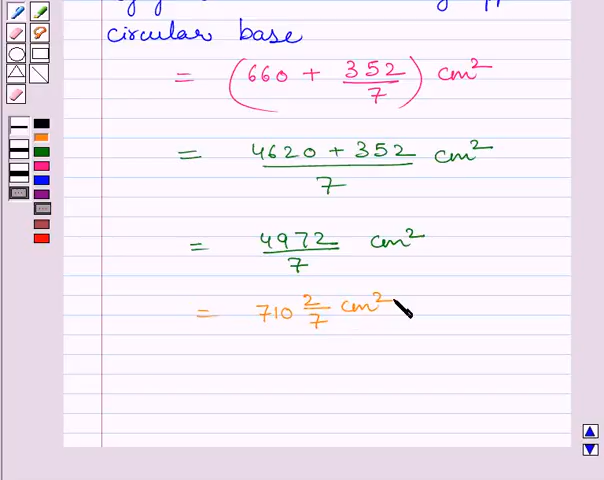 circular base
= (660 + 352/7) cm²
= 4620 + 352/7 cm²
= 4972/7 cm²
= 710 2/7 cm²